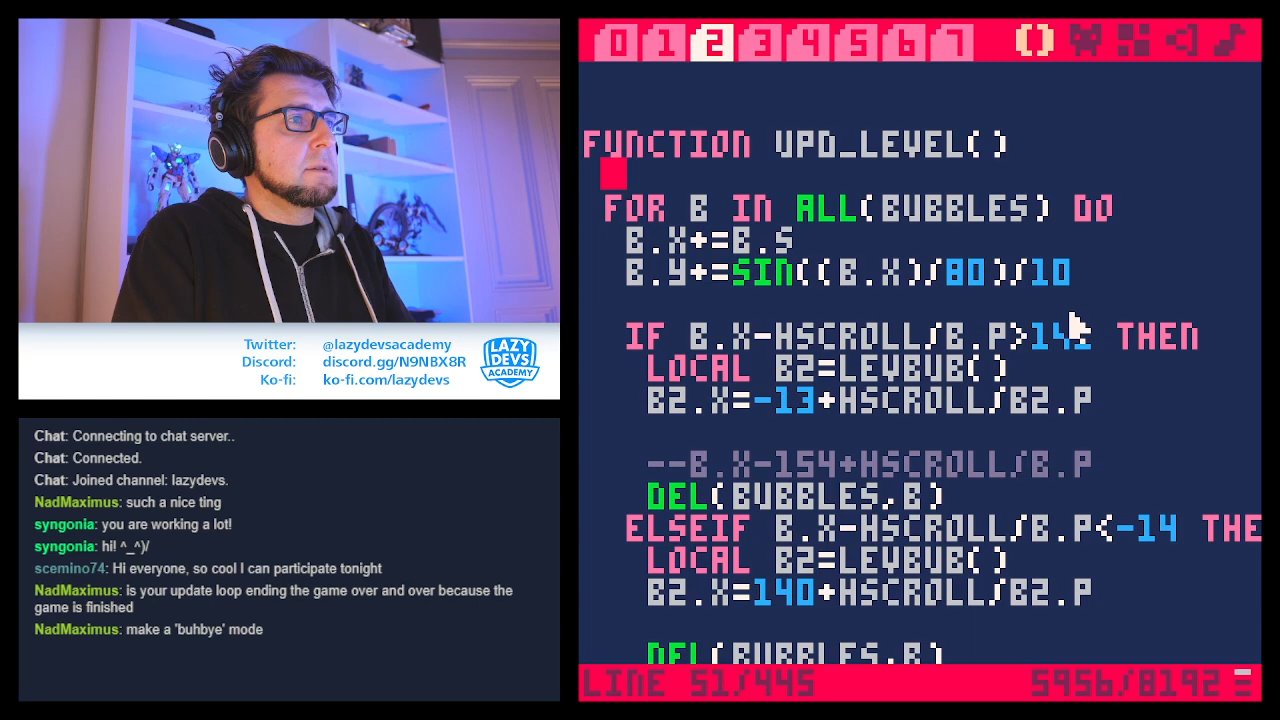 Twitter: @lazydevsacademy
Discord: discord.gg/N9NBX8R
Ko-fi: ko-fi.com/lazydevs
LAZY
DEVS
ACADEMY
Chat: Connecting to chat server..
Chat: Connected.
Chat: Joined channel: lazydevs.
NadMaximus: such a nice ting
syngonia: you are working a lot!
syngonia: hi! ^_^)/
scemino74: Hi everyone, so cool I can participate tonight
NadMaximus: is your update loop ending the game over and over because the
game is finished
NadMaximus: make a 'buhbye' mode
0 1 2 3 4 5 6 7 ()
FUNCTION UPD_LEVEL()
FOR B IN ALL(BUBBLES) DO
B.X+=B.S
B.Y+=SIN((B.X)/80)/10
IF B.X-HSCROLL/B.P>141 THEN
LOCAL B2=LEVBUB()
B2.X=-13+HSCROLL/B2.P
--B.X-154+HSCROLL/B.P
DEL(BUBBLES,B)
ELSEIF B.X-HSCROLL/B.P<-14 THE
LOCAL B2=LEVBUB()
B2.X=140+HSCROLL/B2.P
DEL(BUBBLES,B)
LINE 51/445 5956/8192